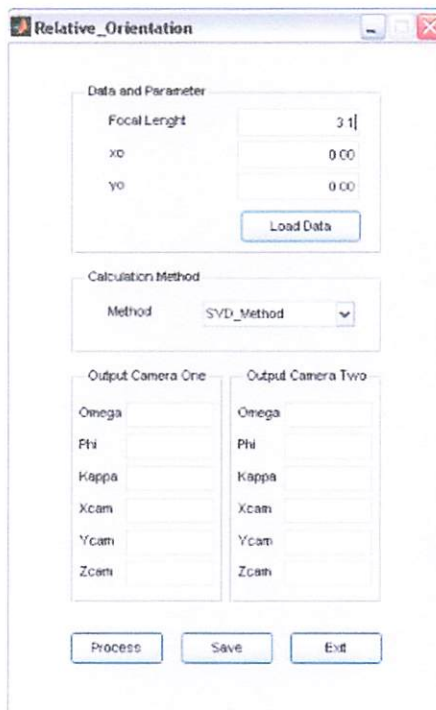 Relative_Orientation
Data and Parameter
Focal Lenght 3.1
xo 0.00
yo 0.00
Load Data
Calculation Method
Method SVD_Method
Output Camera One Output Camera Two
Omega Omega
Phi Phi
Kappa Kappa
Xcam Xcam
Ycam Ycam
Zcam Zcam
Process Save Exit